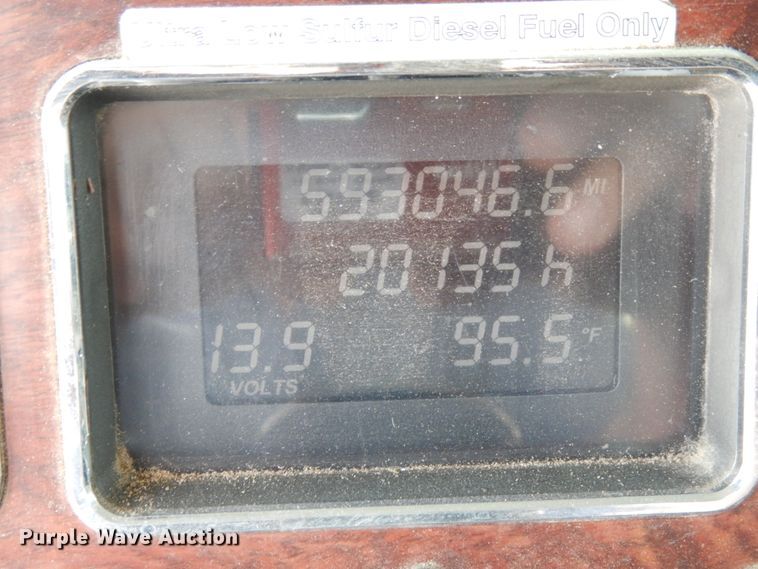 Ultra Low Sulfur Diesel Fuel Only
593046.6 MI
20135 h
13.9 95.5 °F
VOLTS
Purple Wave Auction